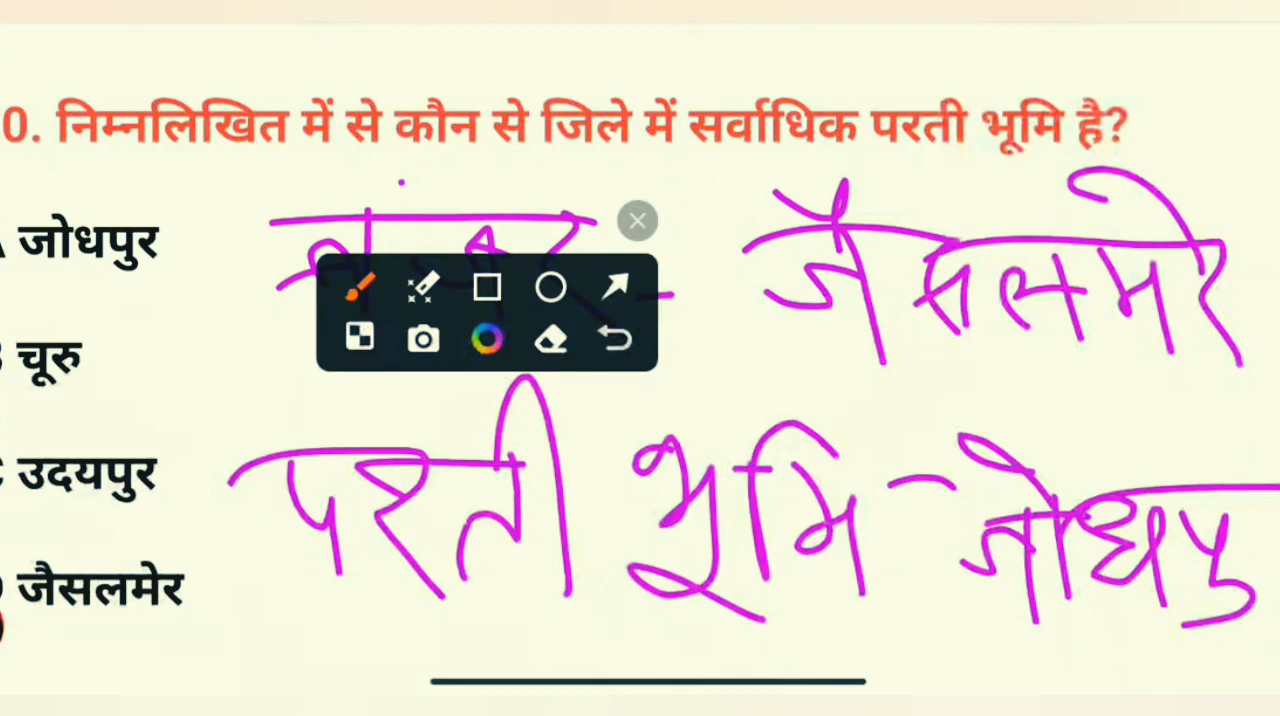 0. निम्नलिखित में से कौन से जिले में सर्वाधिक परती भूमि है?
जोधपुर
जैसलमेर
चूरु
परती भूमि - जोधपु
उदयपुर
जैसलमेर